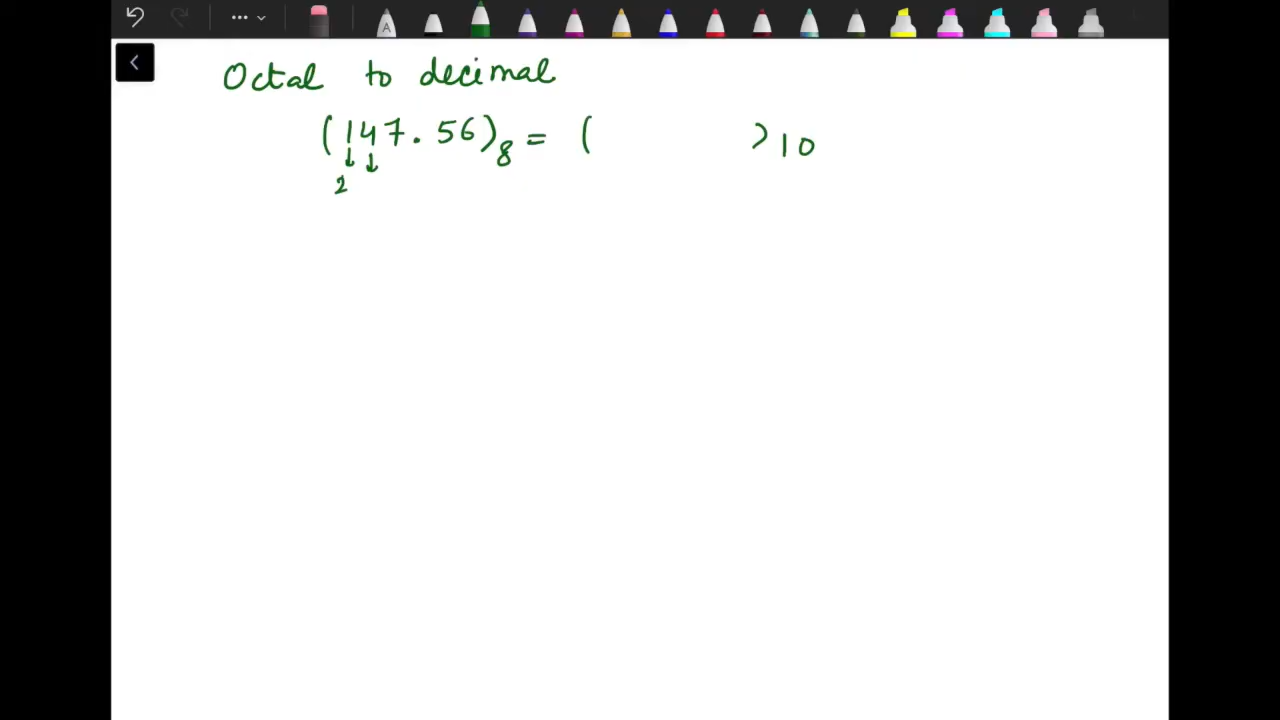 Octal to decimal
(147.56)8 = ( )10
↓ ↓
2